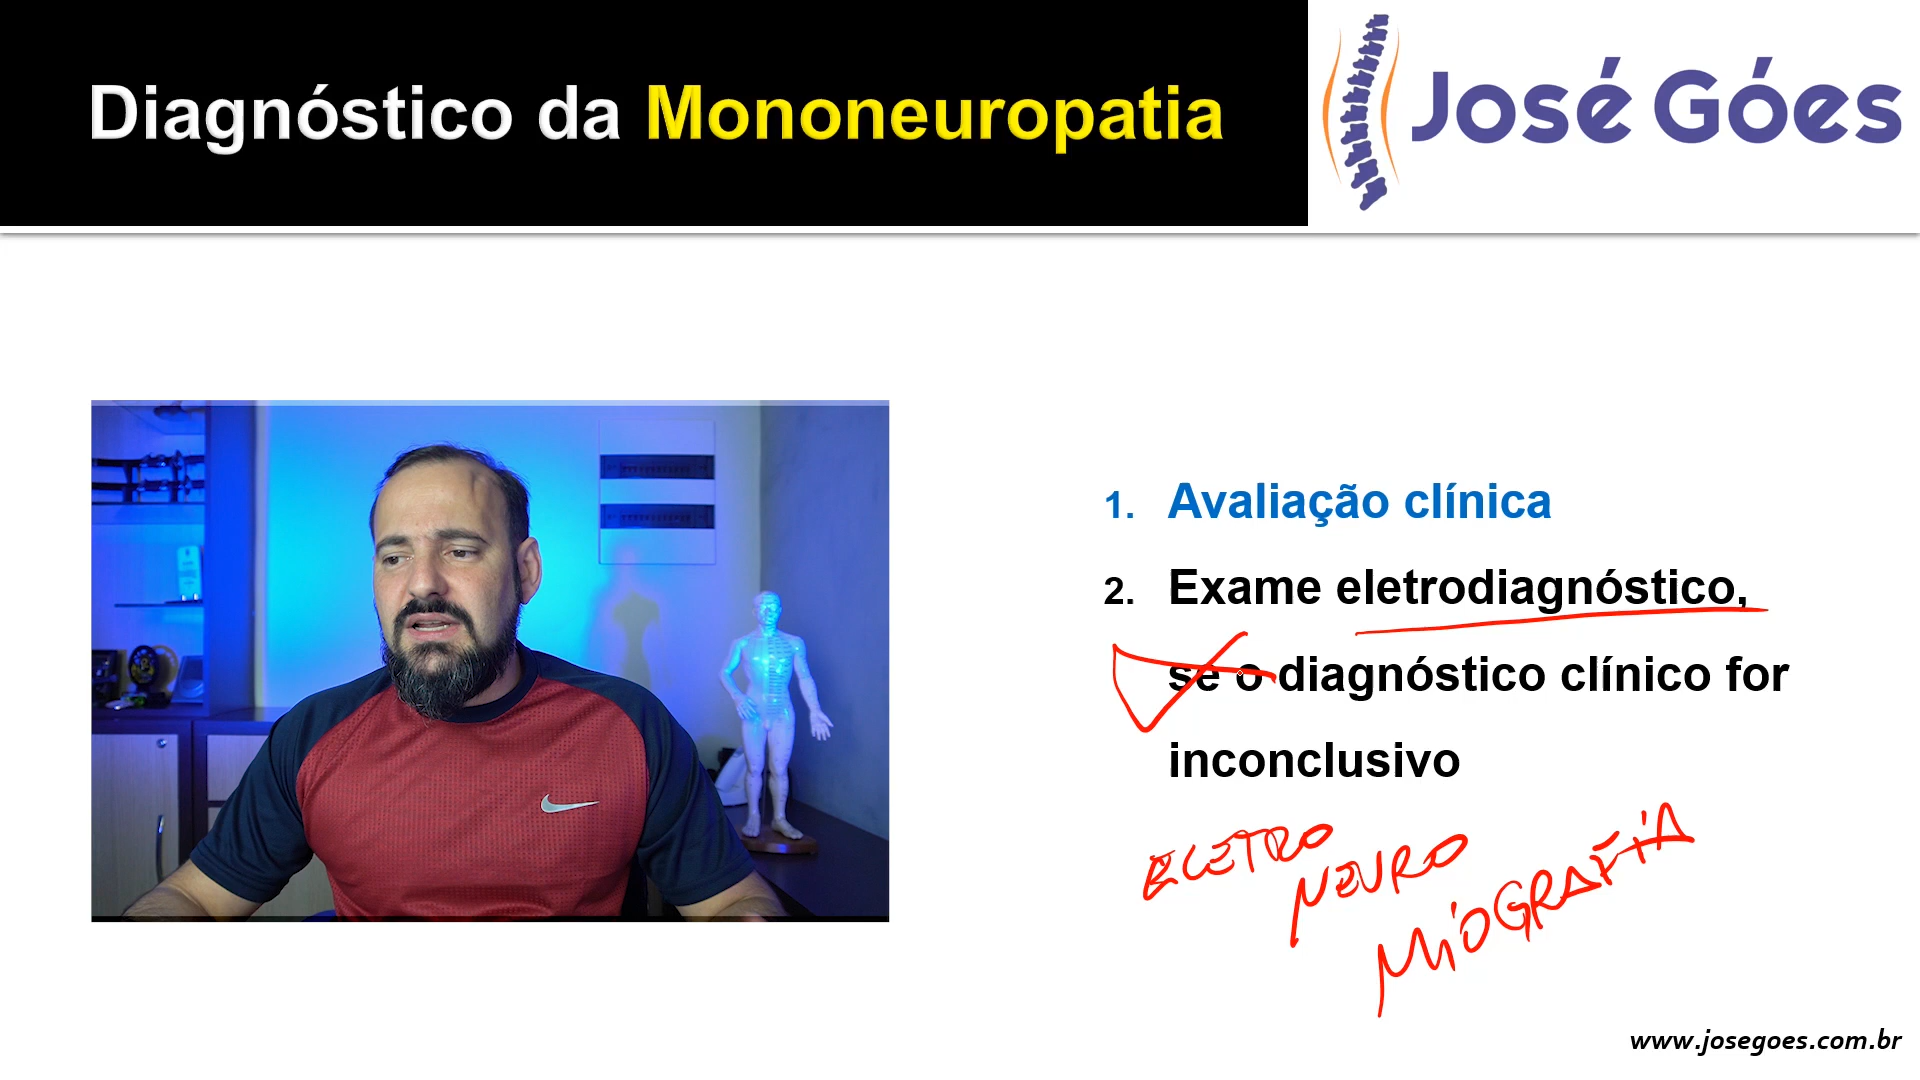 Diagnóstico da Mononeuropatia
José Góes
1. Avaliação clínica
2. Exame eletrodiagnóstico,
se o diagnóstico clínico for
inconclusivo
ELETRO
NEURO
MIOGRAFIA
www.josegoes.com.br